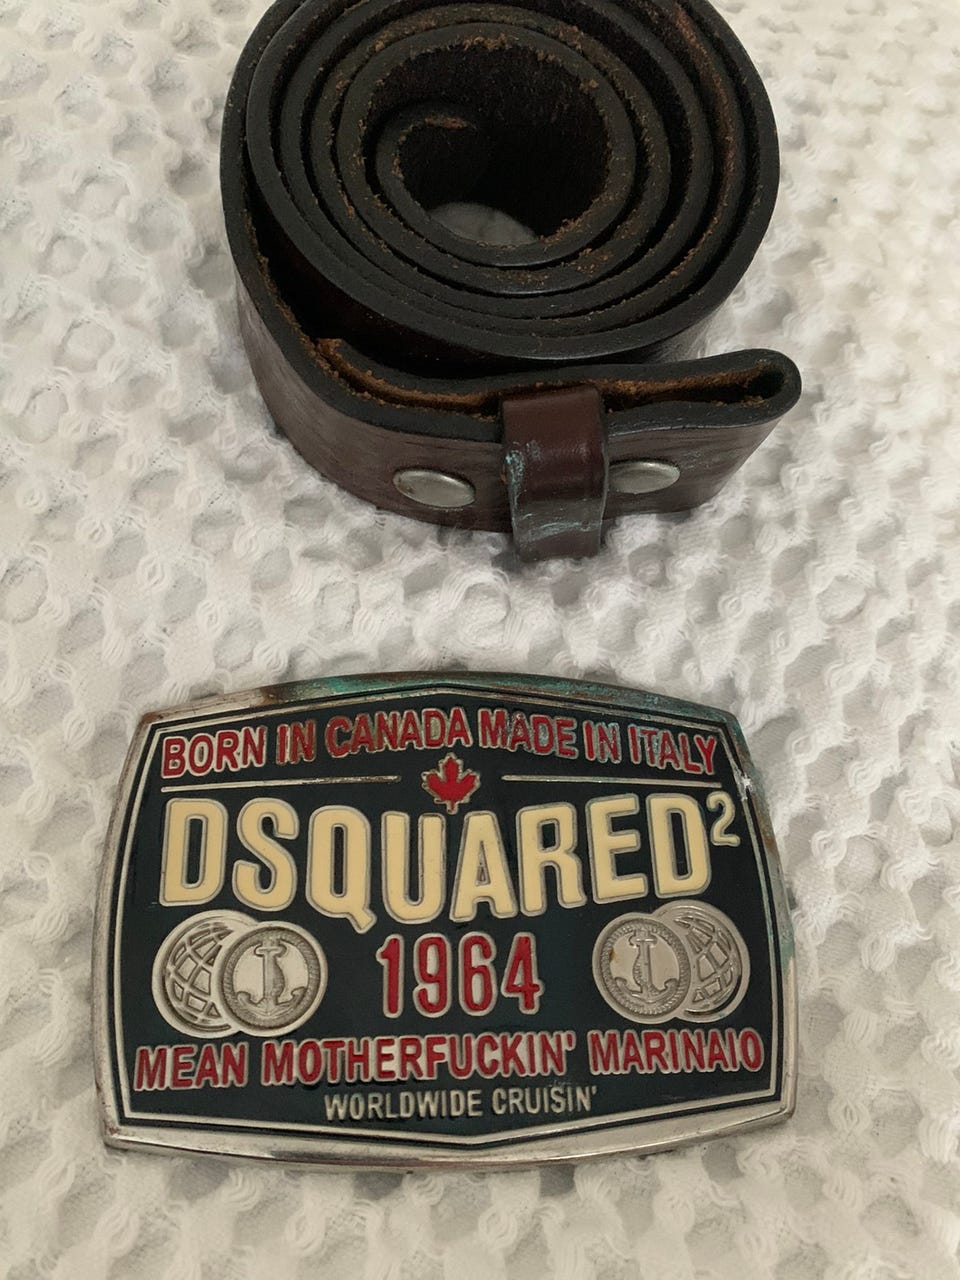 BORN IN CANADA MADE IN ITALY
DSQUARED²
1964
MEAN MOTHERFUCKIN' MARINAIO
WORLDWIDE CRUISIN'